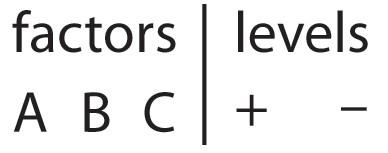 factors levels
A B C + −